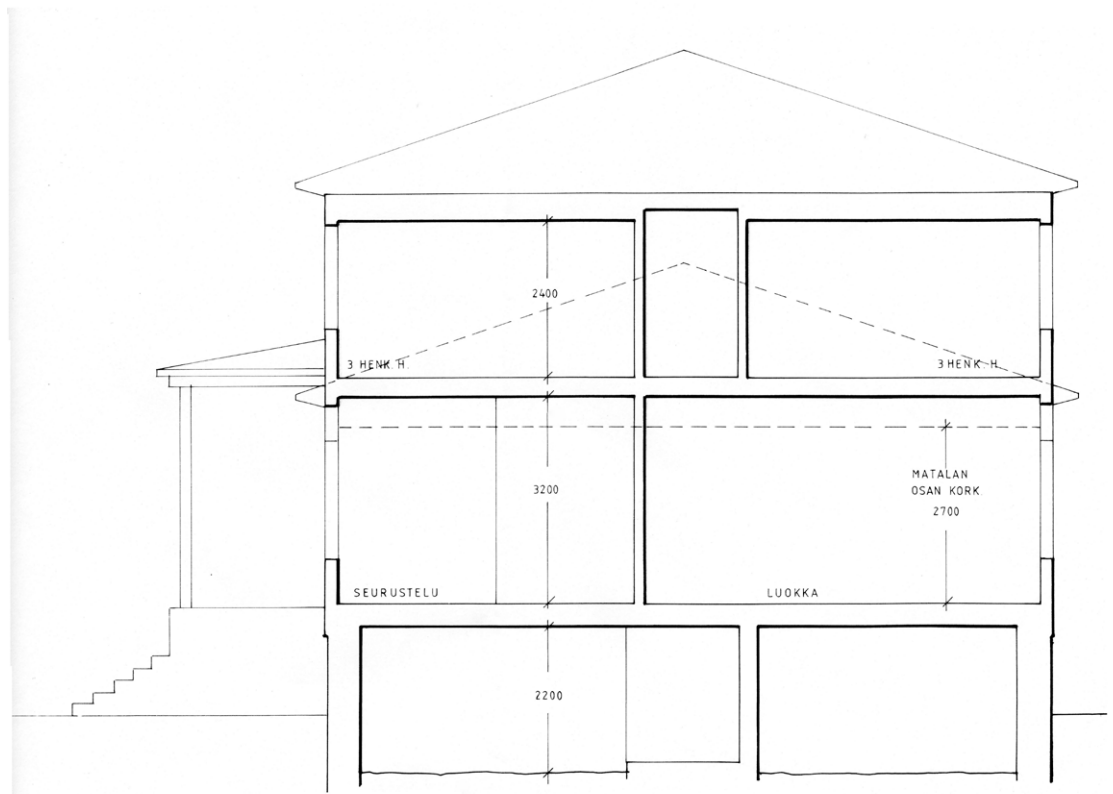 2400
3 HENK. H.
3 HENK. H.
3200
MATALAN
OSAN KORK.
2700
SEURUSTELU
LUOKKA
2200